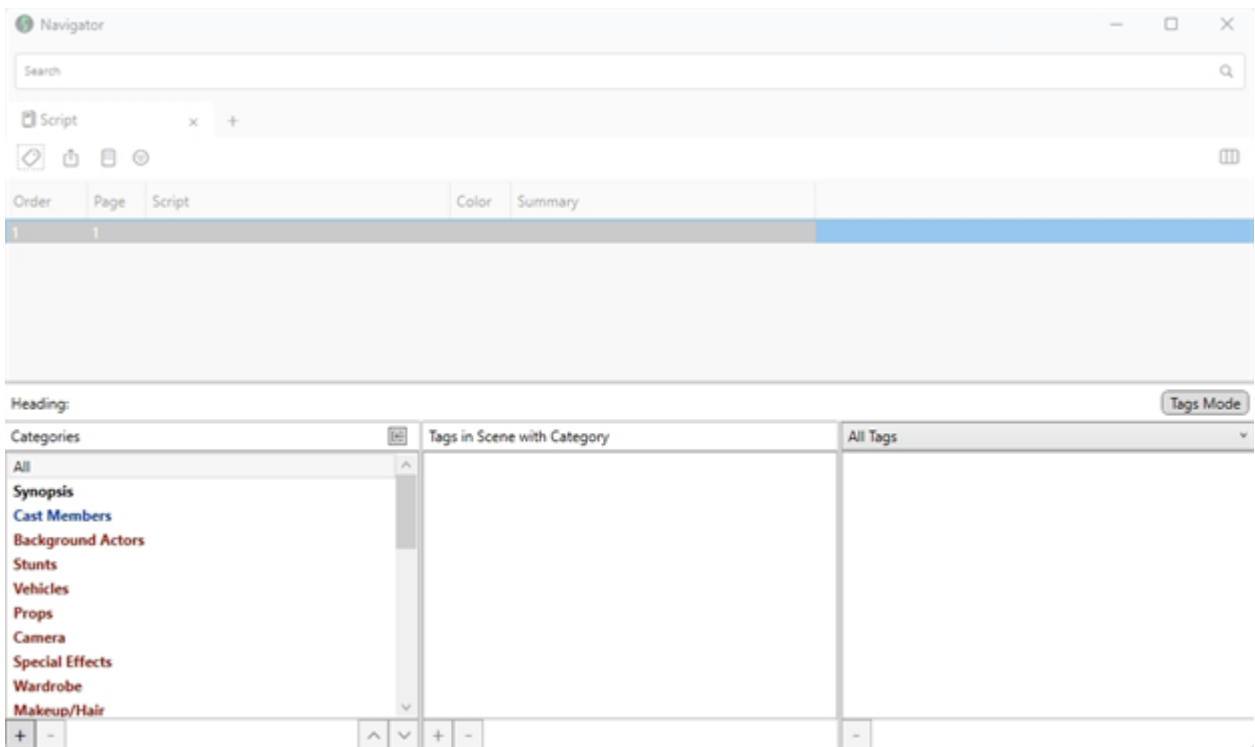 Navigator
Search
Script
Order Page Script Color Summary
1 1
Heading: Tags Mode
Categories Tags in Scene with Category All Tags
All
Synopsis
Cast Members
Background Actors
Stunts
Vehicles
Props
Camera
Special Effects
Wardrobe
Makeup/Hair